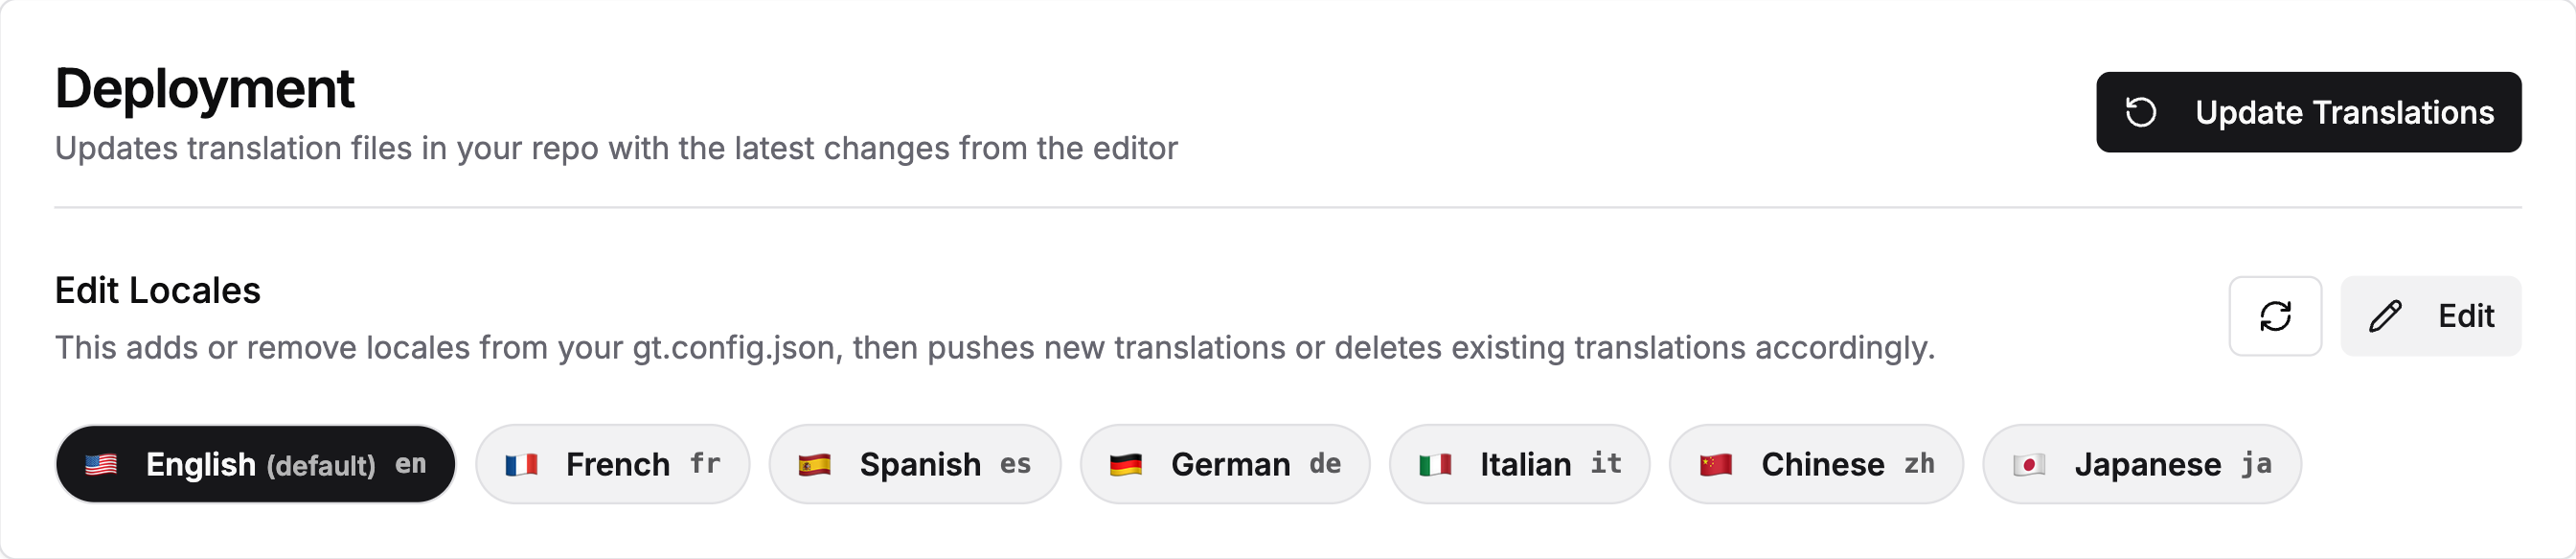 Deployment
Updates translation files in your repo with the latest changes from the editor
Update Translations
Edit Locales
This adds or remove locales from your gt.config.json, then pushes new translations or deletes existing translations accordingly.
Edit
English (default) en
French fr
Spanish es
German de
Italian it
Chinese zh
Japanese ja